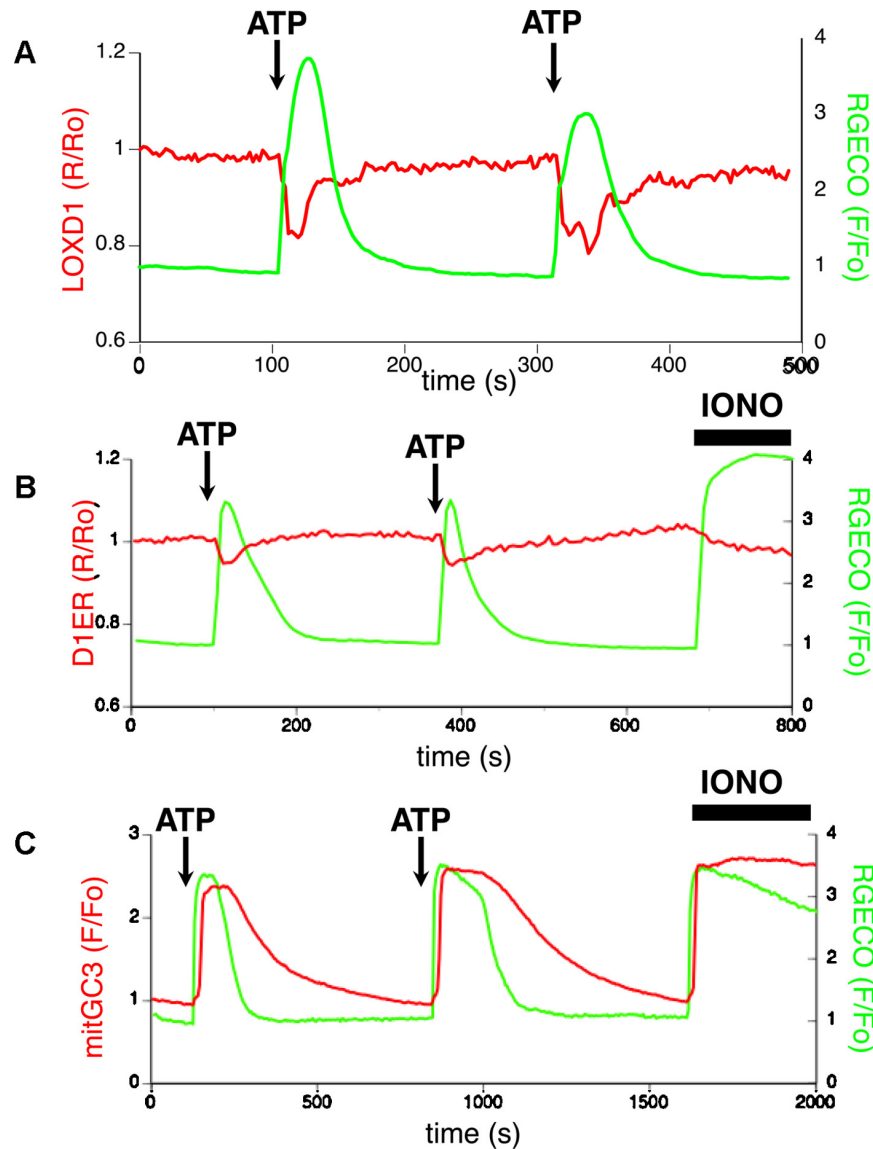 A
ATP
ATP
1.2
1
0.8
0.6
4
3
2
1
0
LOXD1 (R/Ro)
RGECO (F/Fo)
0
100
200
300
400
500
time (s)
B
ATP
ATP
IONO
1.2
1
0.8
0.6
4
3
2
1
0
D1ER (R/Ro)
RGECO (F/Fo)
0
200
400
600
800
time (s)
C
ATP
ATP
IONO
3
2
1
0
4
3
2
1
0
mitGC3 (F/Fo)
RGECO (F/Fo)
0
500
1000
1500
2000
time (s)